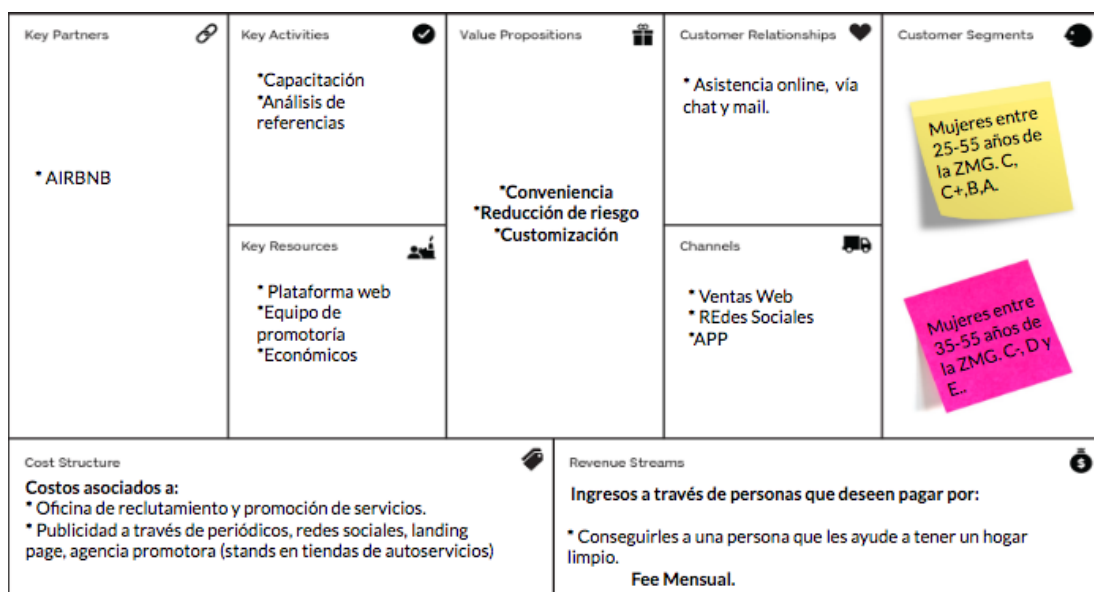 Key Partners
* AIRBNB
Key Activities
*Capacitación
*Análisis de
referencias
Key Resources
* Plataforma web
*Equipo de
promotoría
*Económicos
Value Propositions
*Conveniencia
*Reducción de riesgo
*Customización
Customer Relationships
* Asistencia online, vía
chat y mail.
Channels
* Ventas Web
* REdes Sociales
*APP
Customer Segments
Mujeres entre
25-55 años de
la ZMG. C,
C+,B,A.
Mujeres entre
35-55 años de
la ZMG. C-, D y
E..
Cost Structure
Costos asociados a:
* Oficina de reclutamiento y promoción de servicios.
* Publicidad a través de periódicos, redes sociales, landing
page, agencia promotora (stands en tiendas de autoservicios)
Revenue Streams
Ingresos a través de personas que deseen pagar por:
* Conseguirles a una persona que les ayude a tener un hogar
limpio.
Fee Mensual.